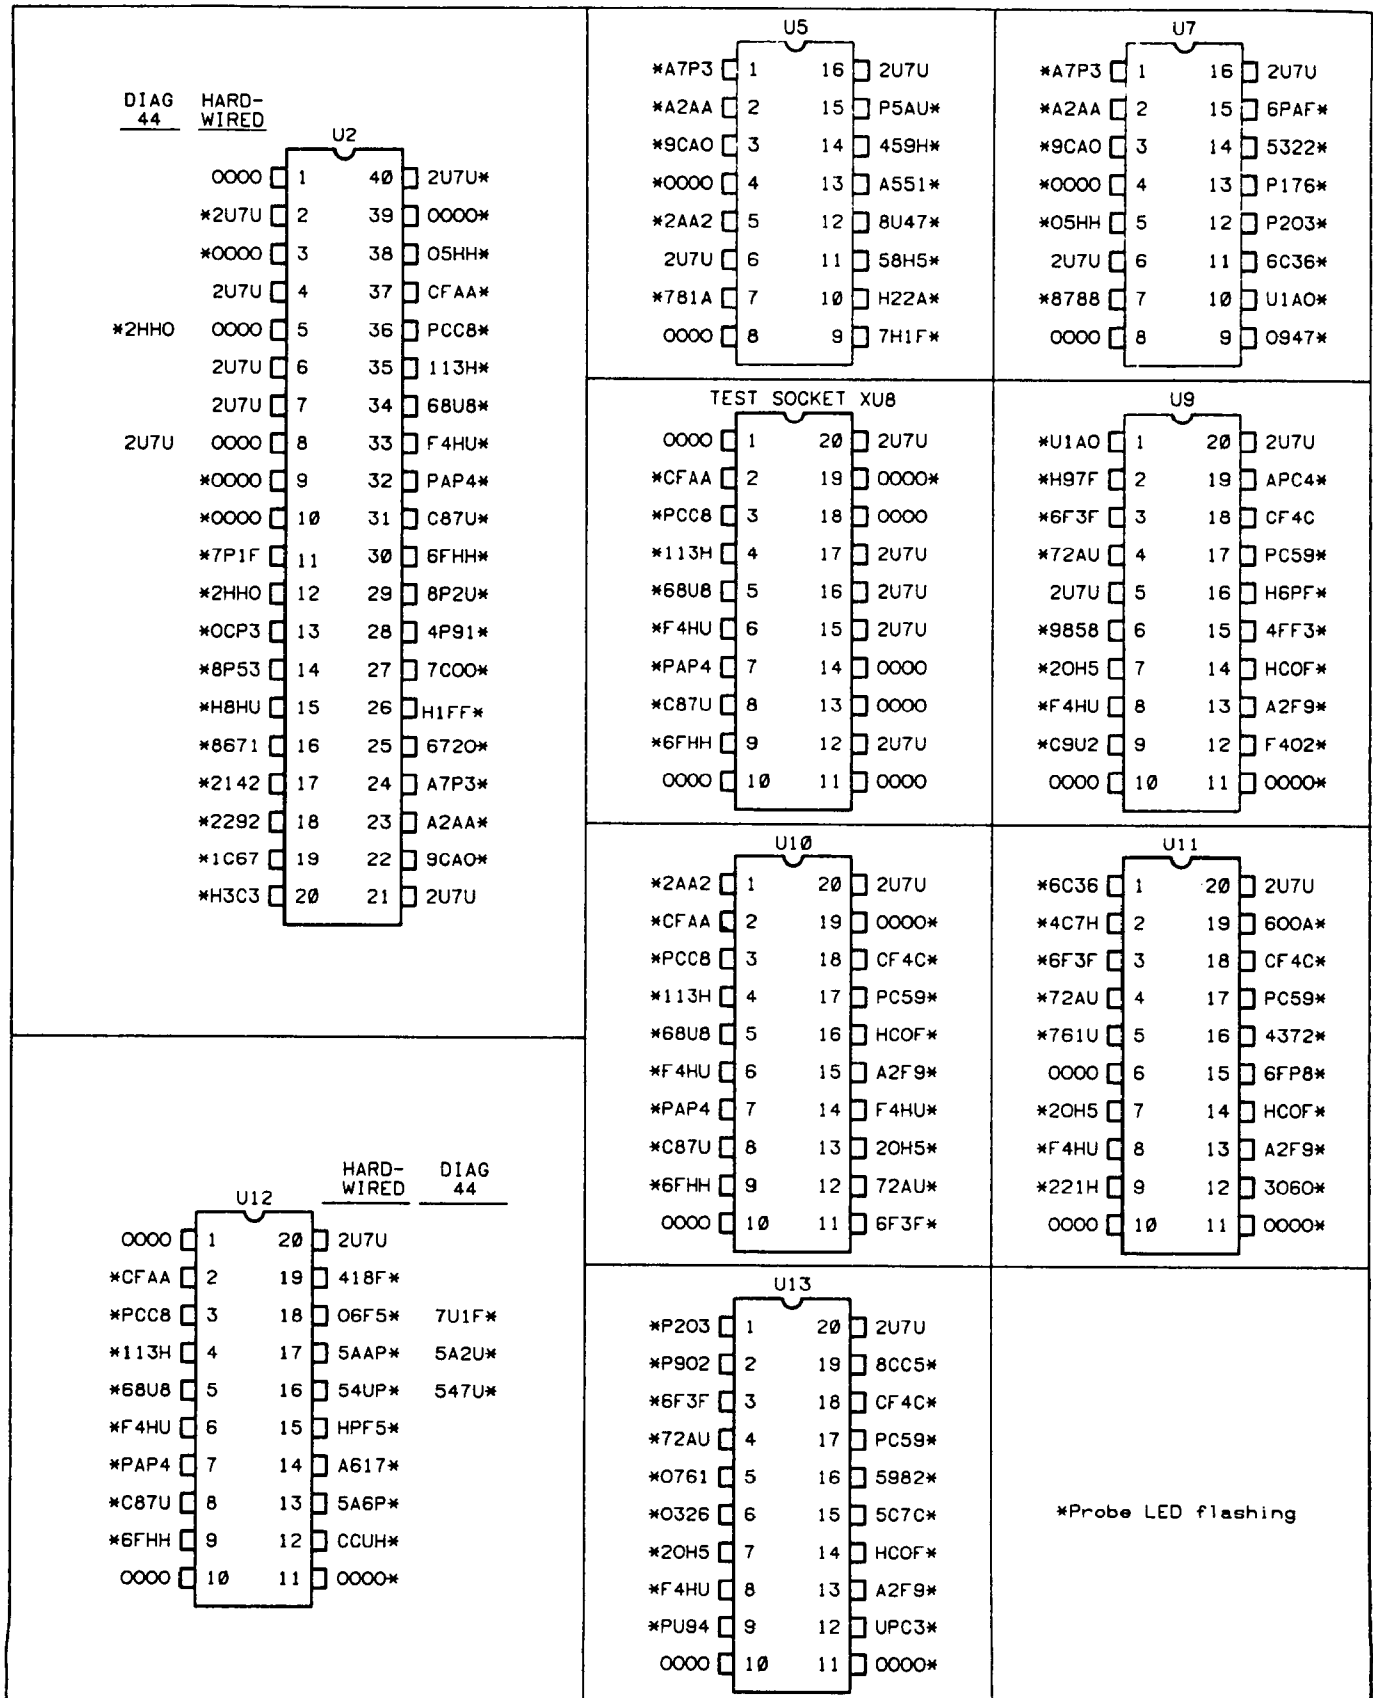 DIAG 44 HARD-WIRED
U2
0000 1 40 2U7U*
*2U7U 2 39 0000*
*0000 3 38 05HH*
2U7U 4 37 CFAA*
*2HH0 0000 5 36 PCC8*
2U7U 6 35 113H*
2U7U 7 34 68U8*
2U7U 0000 8 33 F4HU*
*0000 9 32 PAP4*
*0000 10 31 C87U*
*7P1F 11 30 6FHH*
*2HH0 12 29 8P2U*
*0CP3 13 28 4P91*
*8P53 14 27 7C00*
*H8HU 15 26 H1FF*
*8671 16 25 6720*
*2142 17 24 A7P3*
*2292 18 23 A2AA*
*1C67 19 22 9CA0*
*H3C3 20 21 2U7U
HARD-WIRED DIAG 44
U12
0000 1 20 2U7U
*CFAA 2 19 418F*
*PCC8 3 18 06F5* 7U1F*
*113H 4 17 5AAP* 5A2U*
*68U8 5 16 54UP* 547U*
*F4HU 6 15 HPF5*
*PAP4 7 14 A617*
*C87U 8 13 5A6P*
*6FHH 9 12 CCUH*
0000 10 11 0000*
U5
*A7P3 1 16 2U7U
*A2AA 2 15 P5AU*
*9CA0 3 14 459H*
*0000 4 13 A551*
*2AA2 5 12 8U47*
2U7U 6 11 58H5*
*781A 7 10 H22A*
0000 8 9 7H1F*
U7
*A7P3 1 16 2U7U
*A2AA 2 15 6PAF*
*9CA0 3 14 5322*
*0000 4 13 P176*
*05HH 5 12 P203*
2U7U 6 11 6C36*
*8788 7 10 U1A0*
0000 8 9 0947*
TEST SOCKET XU8
0000 1 20 2U7U
*CFAA 2 19 0000*
*PCC8 3 18 0000
*113H 4 17 2U7U
*68U8 5 16 2U7U
*F4HU 6 15 2U7U
*PAP4 7 14 0000
*C87U 8 13 0000
*6FHH 9 12 2U7U
0000 10 11 0000
U9
*U1A0 1 20 2U7U
*H97F 2 19 APC4*
*6F3F 3 18 CF4C
*72AU 4 17 PC59*
2U7U 5 16 H6PF*
*9858 6 15 4FF3*
*20H5 7 14 HC0F*
*F4HU 8 13 A2F9*
*C9U2 9 12 F402*
0000 10 11 0000*
U10
*2AA2 1 20 2U7U
*CFAA 2 19 0000*
*PCC8 3 18 CF4C*
*113H 4 17 PC59*
*68U8 5 16 HC0F*
*F4HU 6 15 A2F9*
*PAP4 7 14 F4HU*
*C87U 8 13 20H5*
*6FHH 9 12 72AU*
0000 10 11 6F3F*
U11
*6C36 1 20 2U7U
*4C7H 2 19 600A*
*6F3F 3 18 CF4C*
*72AU 4 17 PC59*
*761U 5 16 4372*
0000 6 15 6FP8*
*20H5 7 14 HC0F*
*F4HU 8 13 A2F9*
*221H 9 12 3060*
0000 10 11 0000*
U13
*P203 1 20 2U7U
*P902 2 19 8CC5*
*6F3F 3 18 CF4C*
*72AU 4 17 PC59*
*0761 5 16 5982*
*0326 6 15 5C7C*
*20H5 7 14 HC0F*
*F4HU 8 13 A2F9*
*PU94 9 12 UPC3*
0000 10 11 0000*
*Probe LED flashing